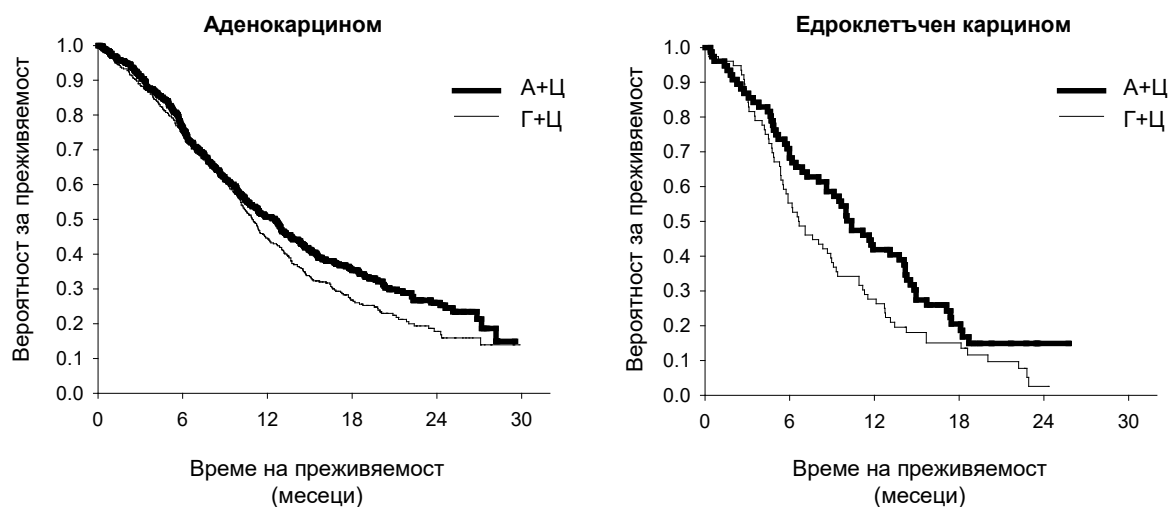 Аденокарцином
Вероятност за преживяемост
1.0
0.9
0.8
0.7
0.6
0.5
0.4
0.3
0.2
0.1
0.0
А+Ц
Г+Ц
0 6 12 18 24 30
Време на преживяемост
(месеци)
Едроклетъчен карцином
Вероятност за преживяемост
1.0
0.9
0.8
0.7
0.6
0.5
0.4
0.3
0.2
0.1
0.0
А+Ц
Г+Ц
0 6 12 18 24 30
Време на преживяемост
(месеци)